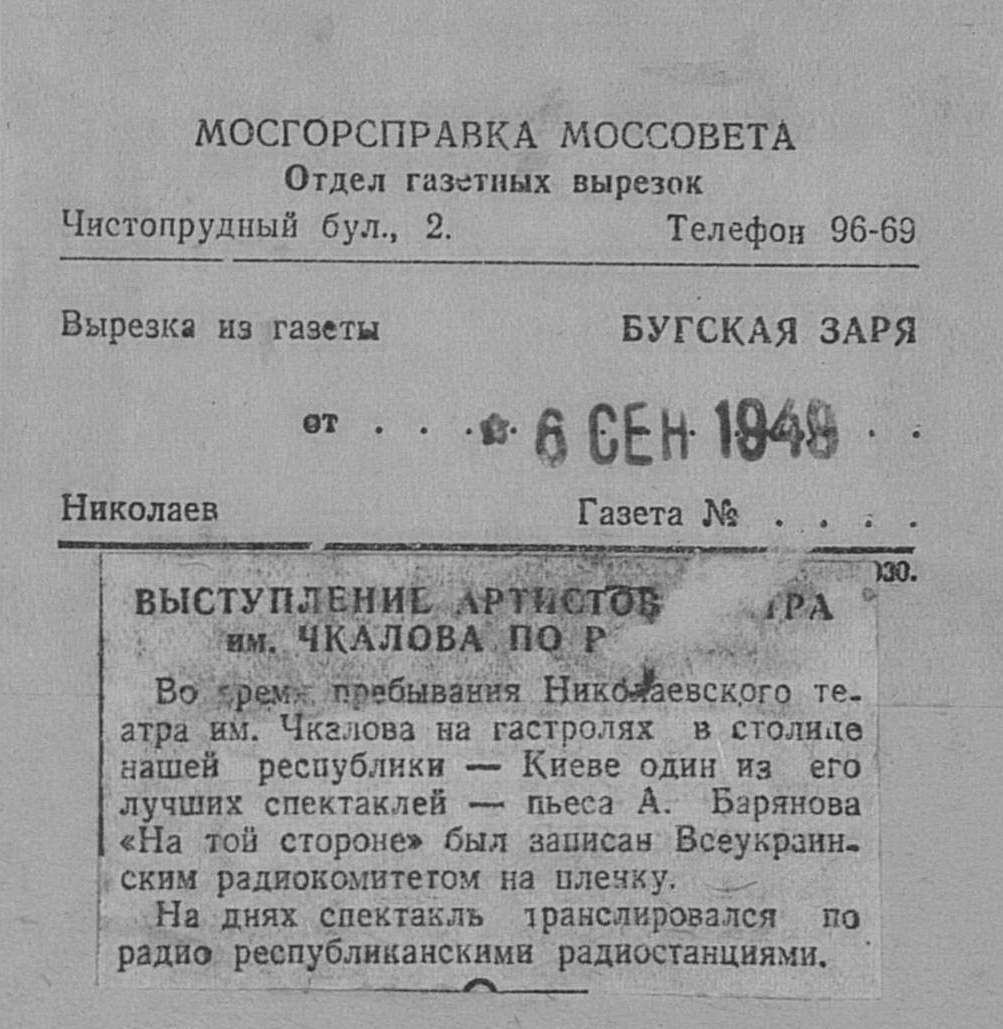 МОСГОРСПРАВКА МОССОВЕТА
Отдел газетных вырезок
Чистопрудный бул., 2. Телефон 96-69
Вырезка из газеты БУГСКАЯ ЗАРЯ
от . . . 6 СЕН 1949 . .
Николаев Газета № . . . .
ВЫСТУПЛЕНИЕ АРТИСТОВ
им. ЧКАЛОВА ПО
Во время пребывания Николаевского те-
атра им. Чкалова на гастролях в столице
нашей республики — Киеве один из его
лучших спектаклей — пьеса А. Барянова
«На той стороне» был записан Всеукраин-
ским радиокомитетом на пленку.
На днях спектакль транслировался по
радио республиканскими радиостанциями.